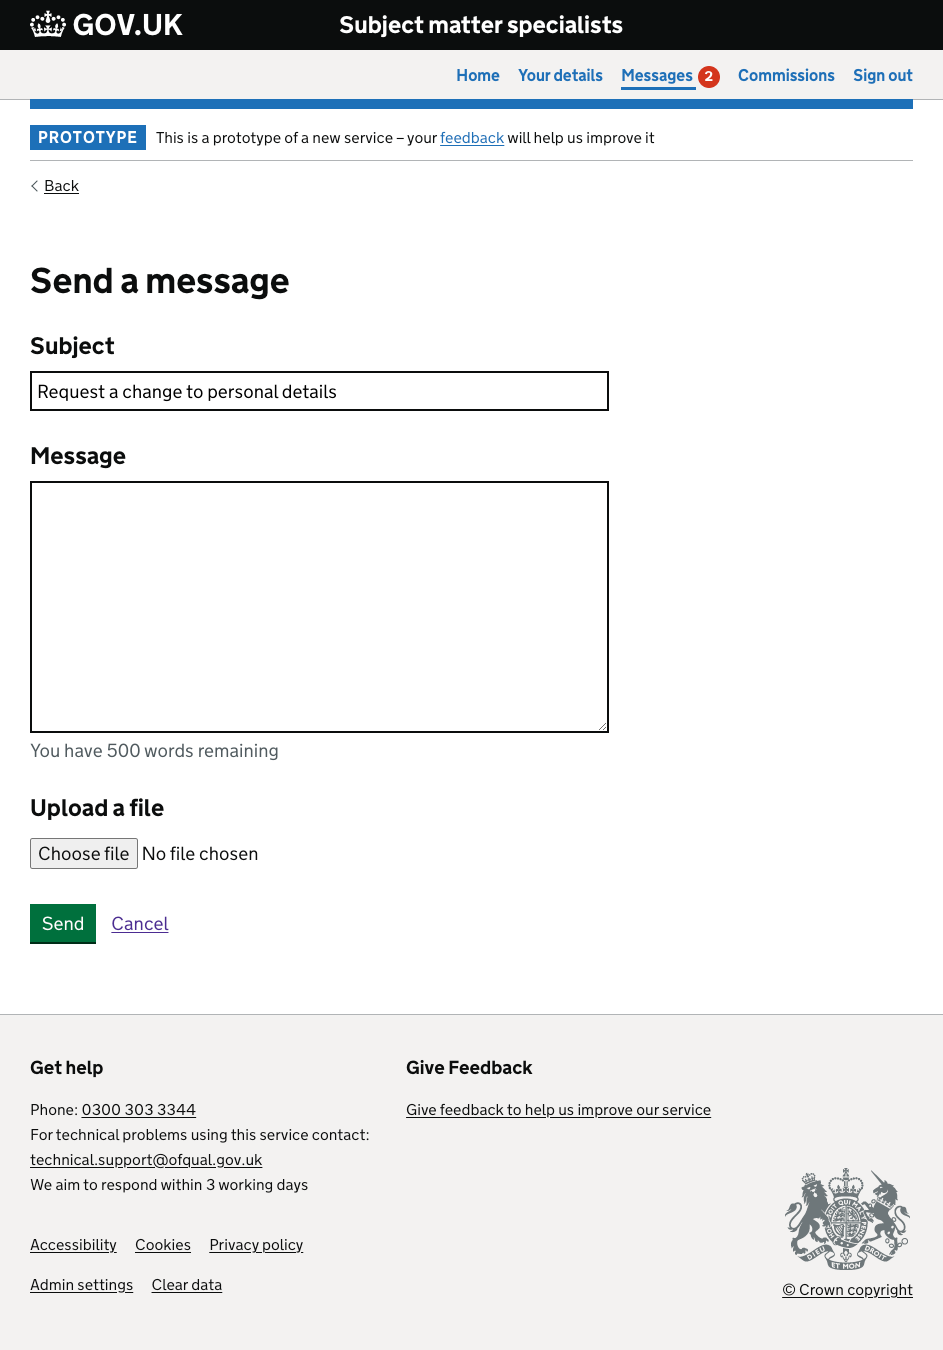 GOV.UK
Subject matter specialists
Home Your details Messages 2 Commissions Sign out
PROTOTYPE This is a prototype of a new service – your feedback will help us improve it
Back
Send a message
Subject
Request a change to personal details
Message
You have 500 words remaining
Upload a file
Choose file No file chosen
Send Cancel
Get help
Phone: 0300 303 3344
For technical problems using this service contact:
technical.support@ofqual.gov.uk
We aim to respond within 3 working days
Give Feedback
Give feedback to help us improve our service
Accessibility Cookies Privacy policy
Admin settings Clear data
DIEU ET MON DROIT
© Crown copyright